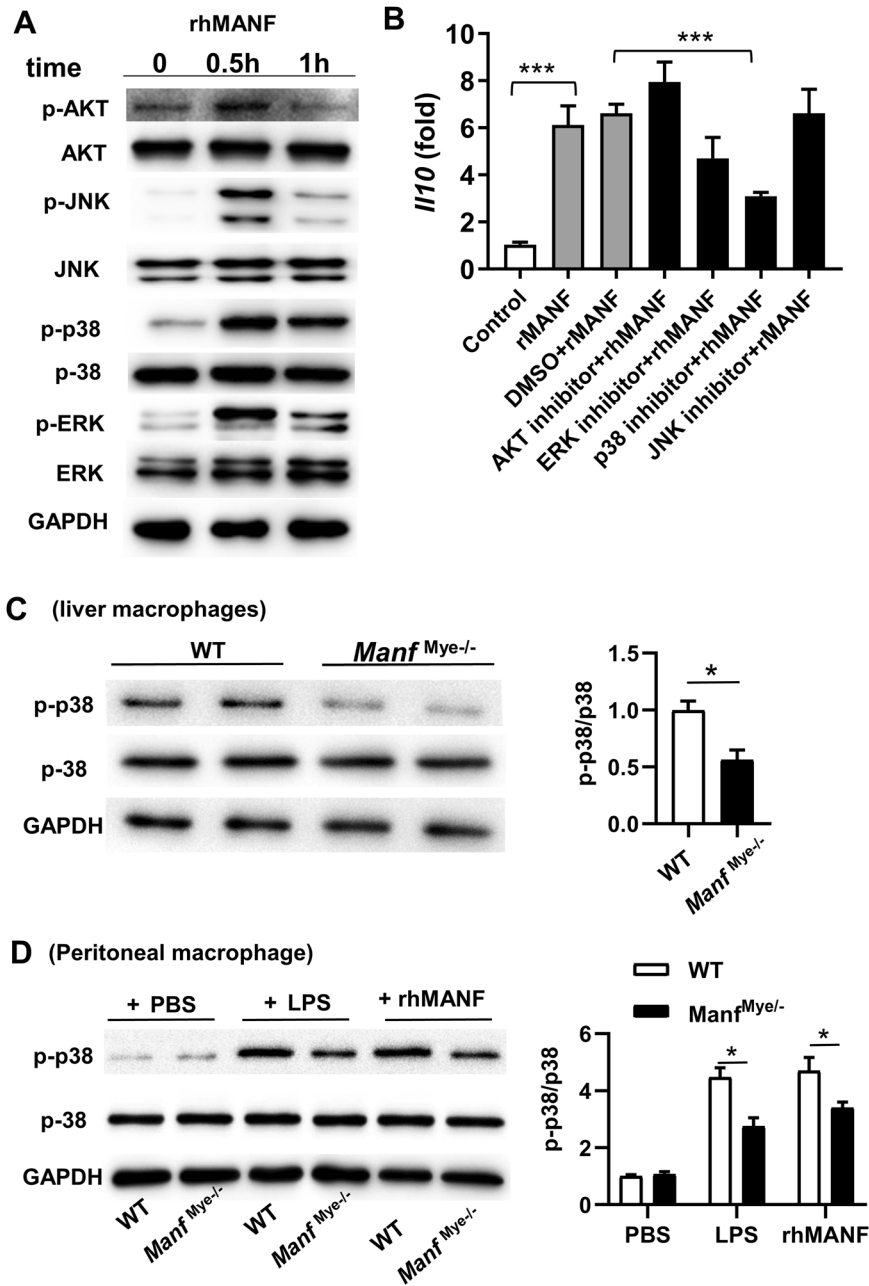 A
rhMANF
time 0 0.5h 1h
p-AKT
AKT
p-JNK
JNK
p-p38
p-38
p-ERK
ERK
GAPDH
B
Il10 (fold)
10
8
6
4
2
0
***
***
Control
rMANF
DMSO+rMANF
AKT inhibitor+rhMANF
ERK inhibitor+rhMANF
p38 inhibitor+rhMANF
JNK inhibitor+rMANF
C (liver macrophages)
WT Manf Mye-/-
p-p38
p-38
GAPDH
p-p38/p38
1.5
1.0
0.5
0.0
*
WT
Manf Mye-/-
D (Peritoneal macrophage)
+ PBS + LPS + rhMANF
p-p38
p-38
GAPDH
WT Manf Mye-/- WT Manf Mye-/- WT Manf Mye-/-
WT
Manf Mye/-
p-p38/p38
6
4
2
0
*
*
PBS LPS rhMANF